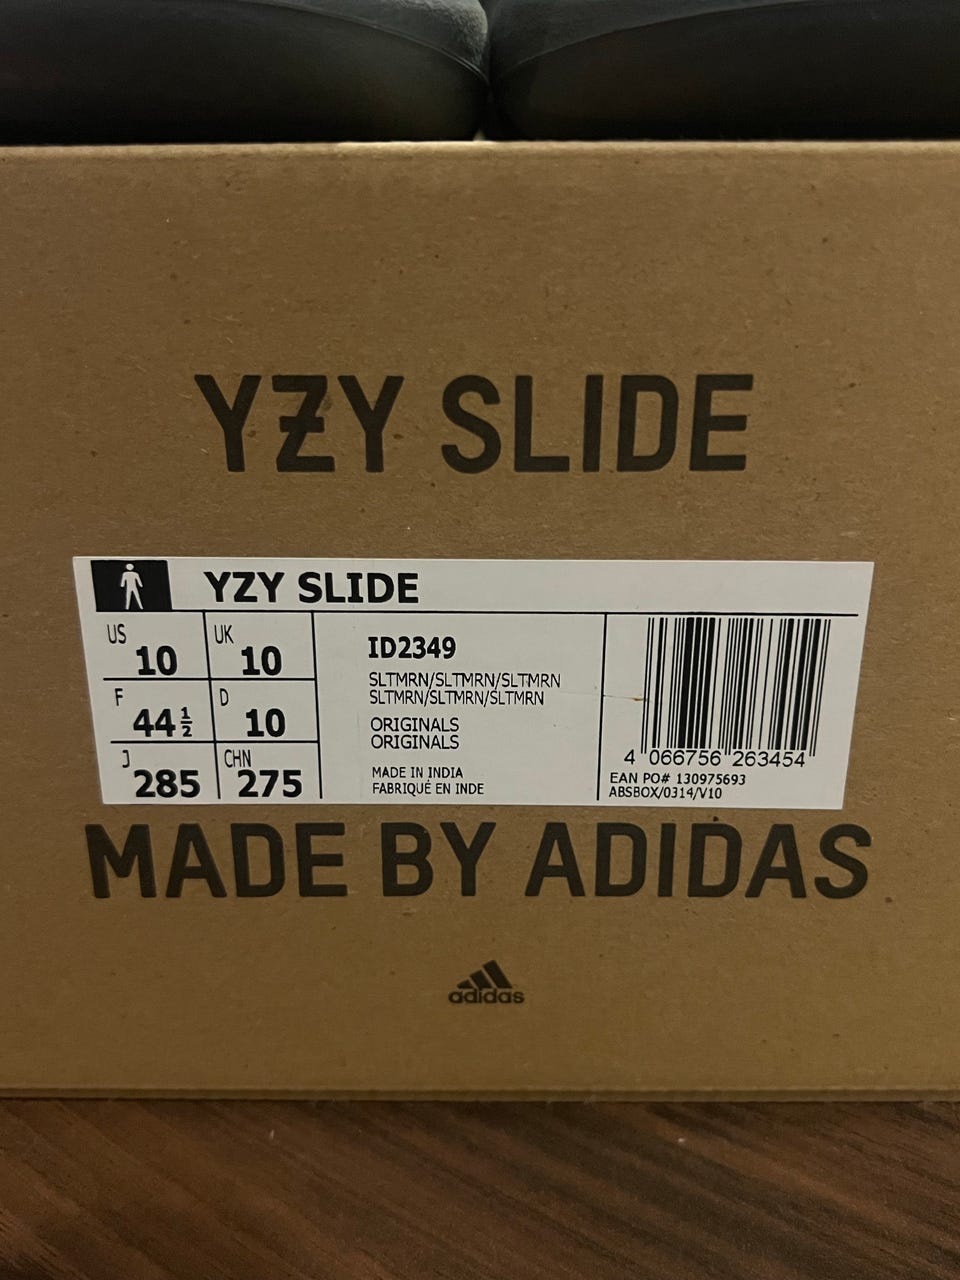 YZY SLIDE
YZY SLIDE
US 10 UK 10
F 44 1/2 D 10
J 285 CHN 275
ID2349
SLTMRN/SLTMRN/SLTMRN
SLTMRN/SLTMRN/SLTMRN
ORIGINALS
ORIGINALS
MADE IN INDIA
FABRIQUÉ EN INDE
4 066756 263454
EAN PO# 130975693
ABSBOX/0314/V10
MADE BY ADIDAS
adidas